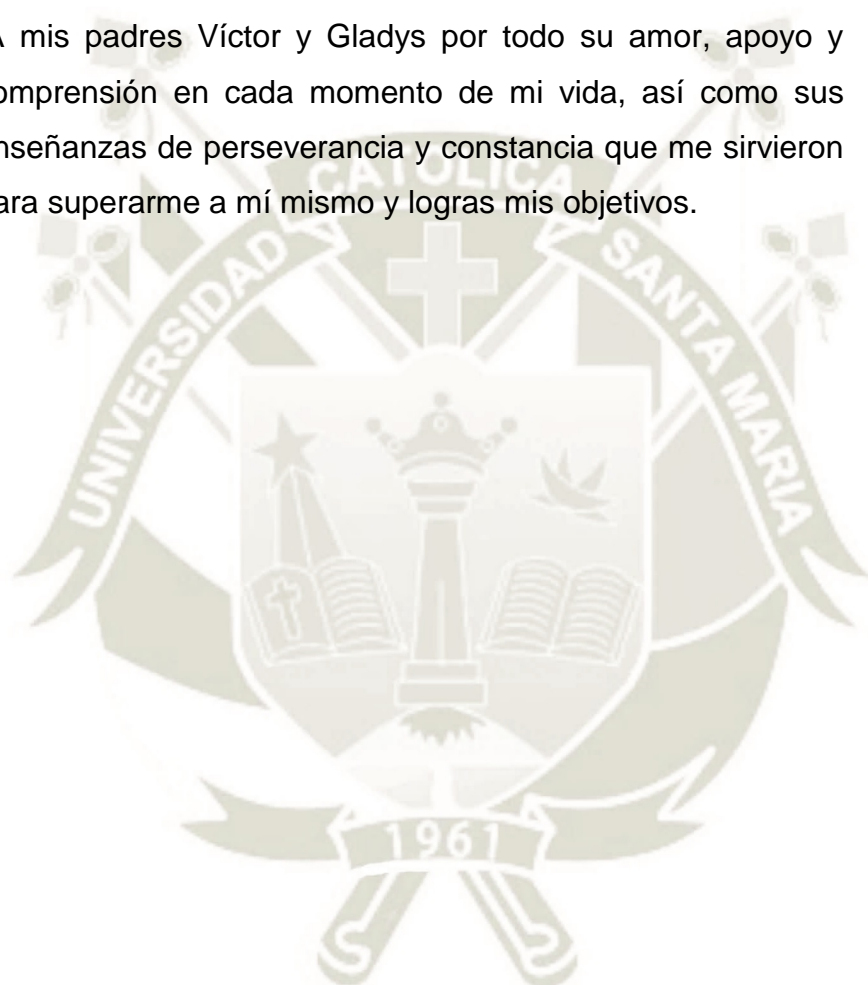 A mis padres Víctor y Gladys por todo su amor, apoyo y
omprensión en cada momento de mi vida, así como sus
nseñanzas de perseverancia y constancia que me sirvieron
ara superarme a mí mismo y logras mis objetivos.
UNIVERSIDAD
CATOLICA
SANTA MARIA
1961